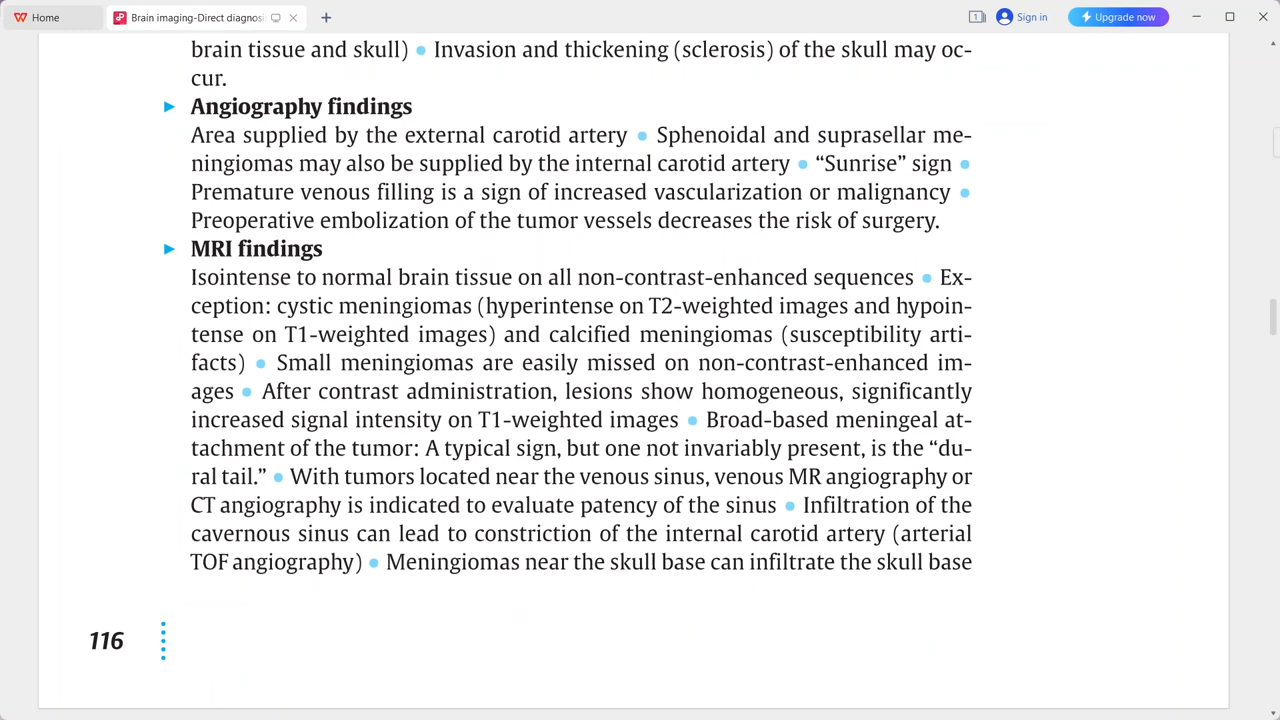 Home
Brain imaging-Direct diagnosi
1
Sign in
Upgrade now
brain tissue and skull) • Invasion and thickening (sclerosis) of the skull may oc-
cur.
► Angiography findings
Area supplied by the external carotid artery • Sphenoidal and suprasellar me-
ningiomas may also be supplied by the internal carotid artery • “Sunrise” sign •
Premature venous filling is a sign of increased vascularization or malignancy •
Preoperative embolization of the tumor vessels decreases the risk of surgery.
► MRI findings
Isointense to normal brain tissue on all non-contrast-enhanced sequences • Ex-
ception: cystic meningiomas (hyperintense on T2-weighted images and hypoin-
tense on T1-weighted images) and calcified meningiomas (susceptibility arti-
facts) • Small meningiomas are easily missed on non-contrast-enhanced im-
ages • After contrast administration, lesions show homogeneous, significantly
increased signal intensity on T1-weighted images • Broad-based meningeal at-
tachment of the tumor: A typical sign, but one not invariably present, is the “du-
ral tail.” • With tumors located near the venous sinus, venous MR angiography or
CT angiography is indicated to evaluate patency of the sinus • Infiltration of the
cavernous sinus can lead to constriction of the internal carotid artery (arterial
TOF angiography) • Meningiomas near the skull base can infiltrate the skull base
116